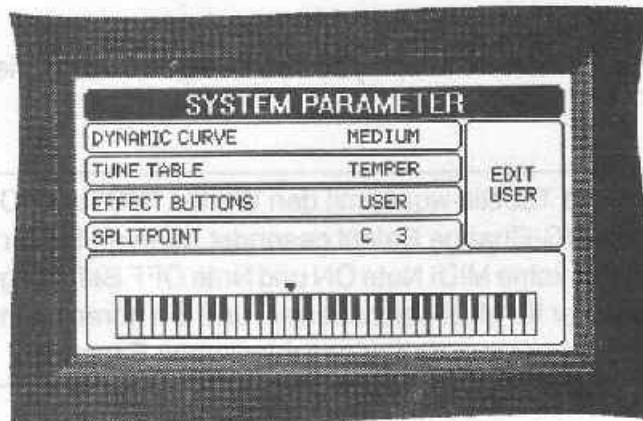 SYSTEM PARAMETER
DYNAMIC CURVE MEDIUM
TUNE TABLE TEMPER
EFFECT BUTTONS USER
SPLITPOINT C 3
EDIT
USER